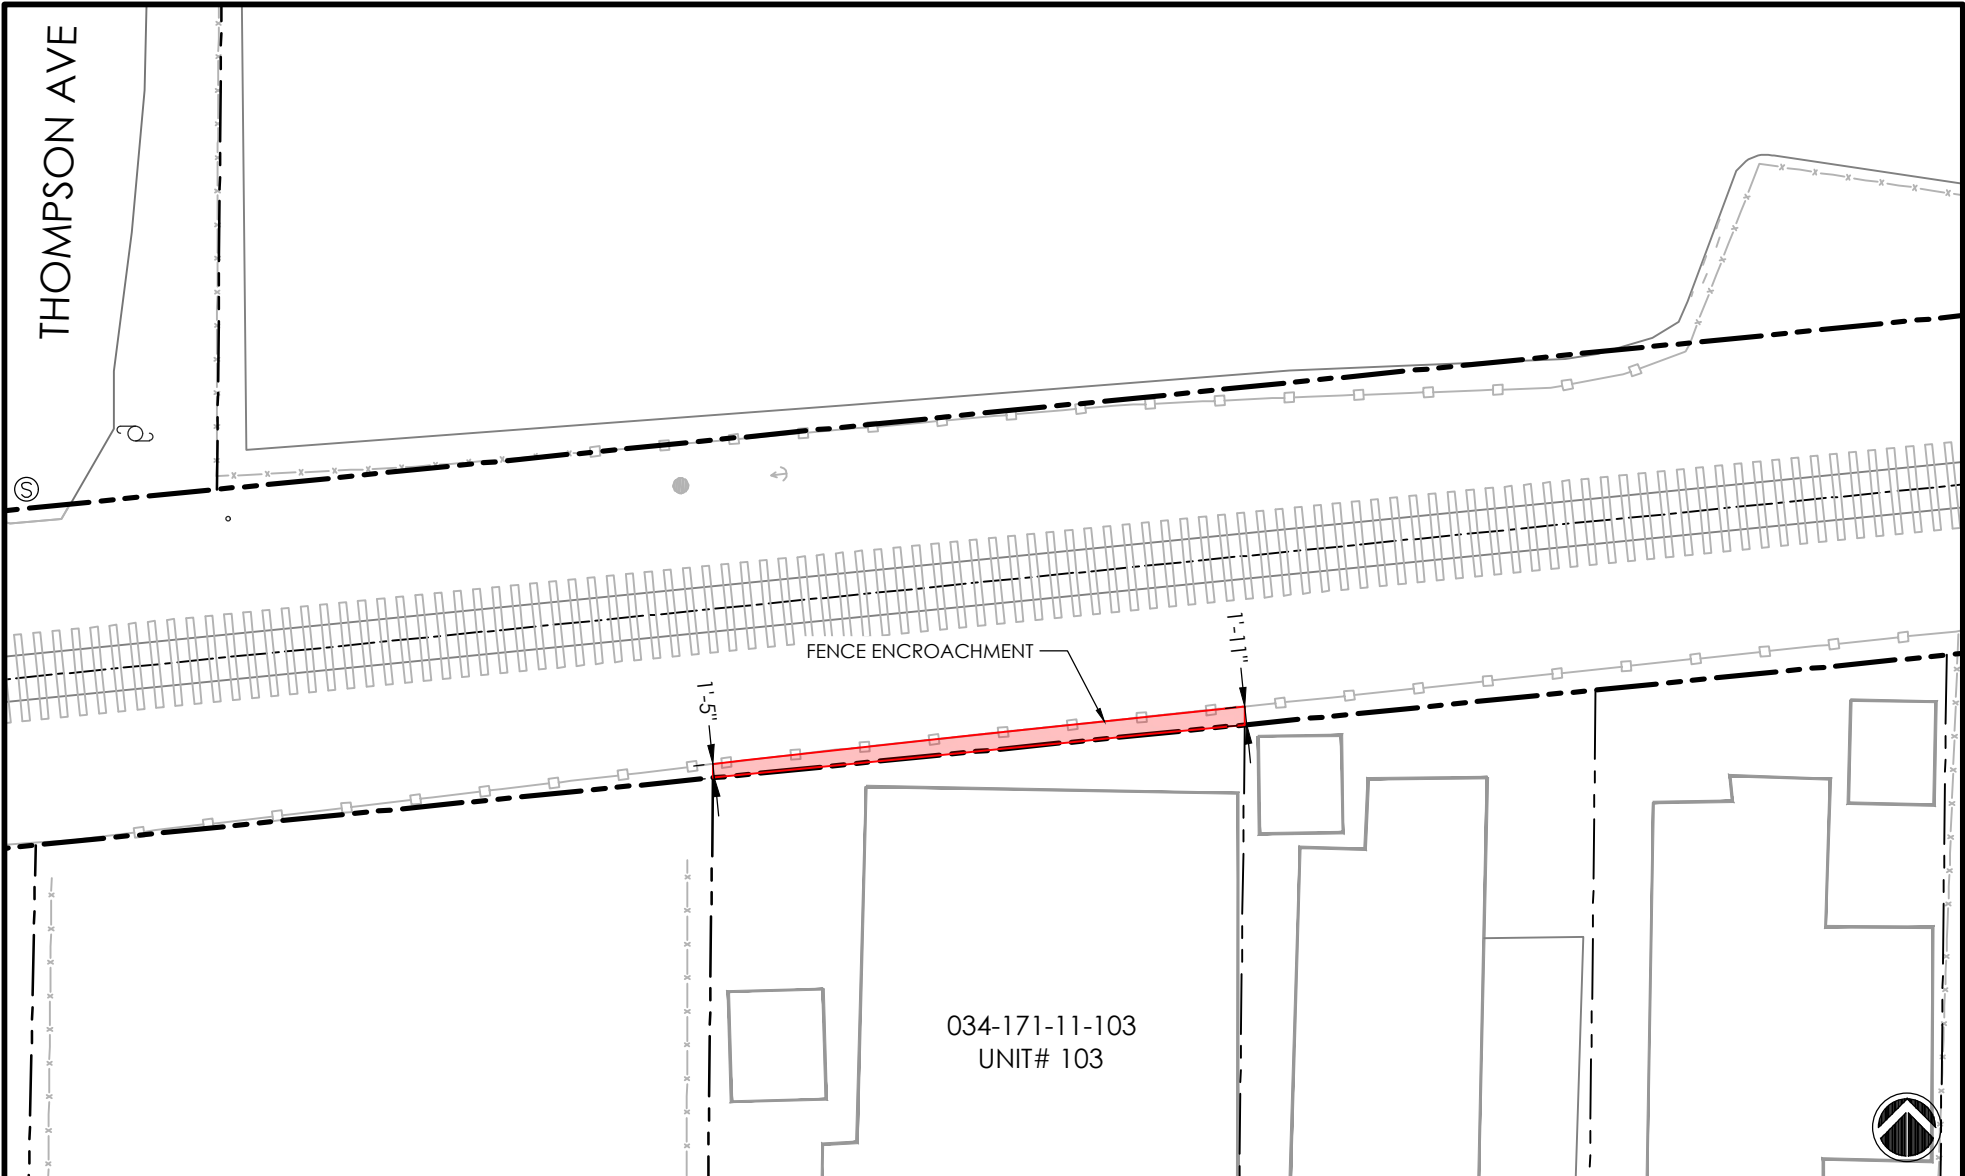 THOMPSON AVE
S
FENCE ENCROACHMENT
1'-11"
1'-5"
034-171-11-103
UNIT# 103